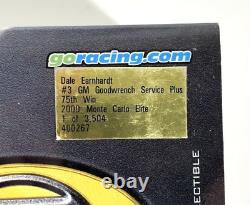 goracing.com
Dale Earnhardt
#3 GM Goodwrench Service Plus
75th Win
2000 Monte Carlo Elite
1 of 3,504
400267
ECTIBLE